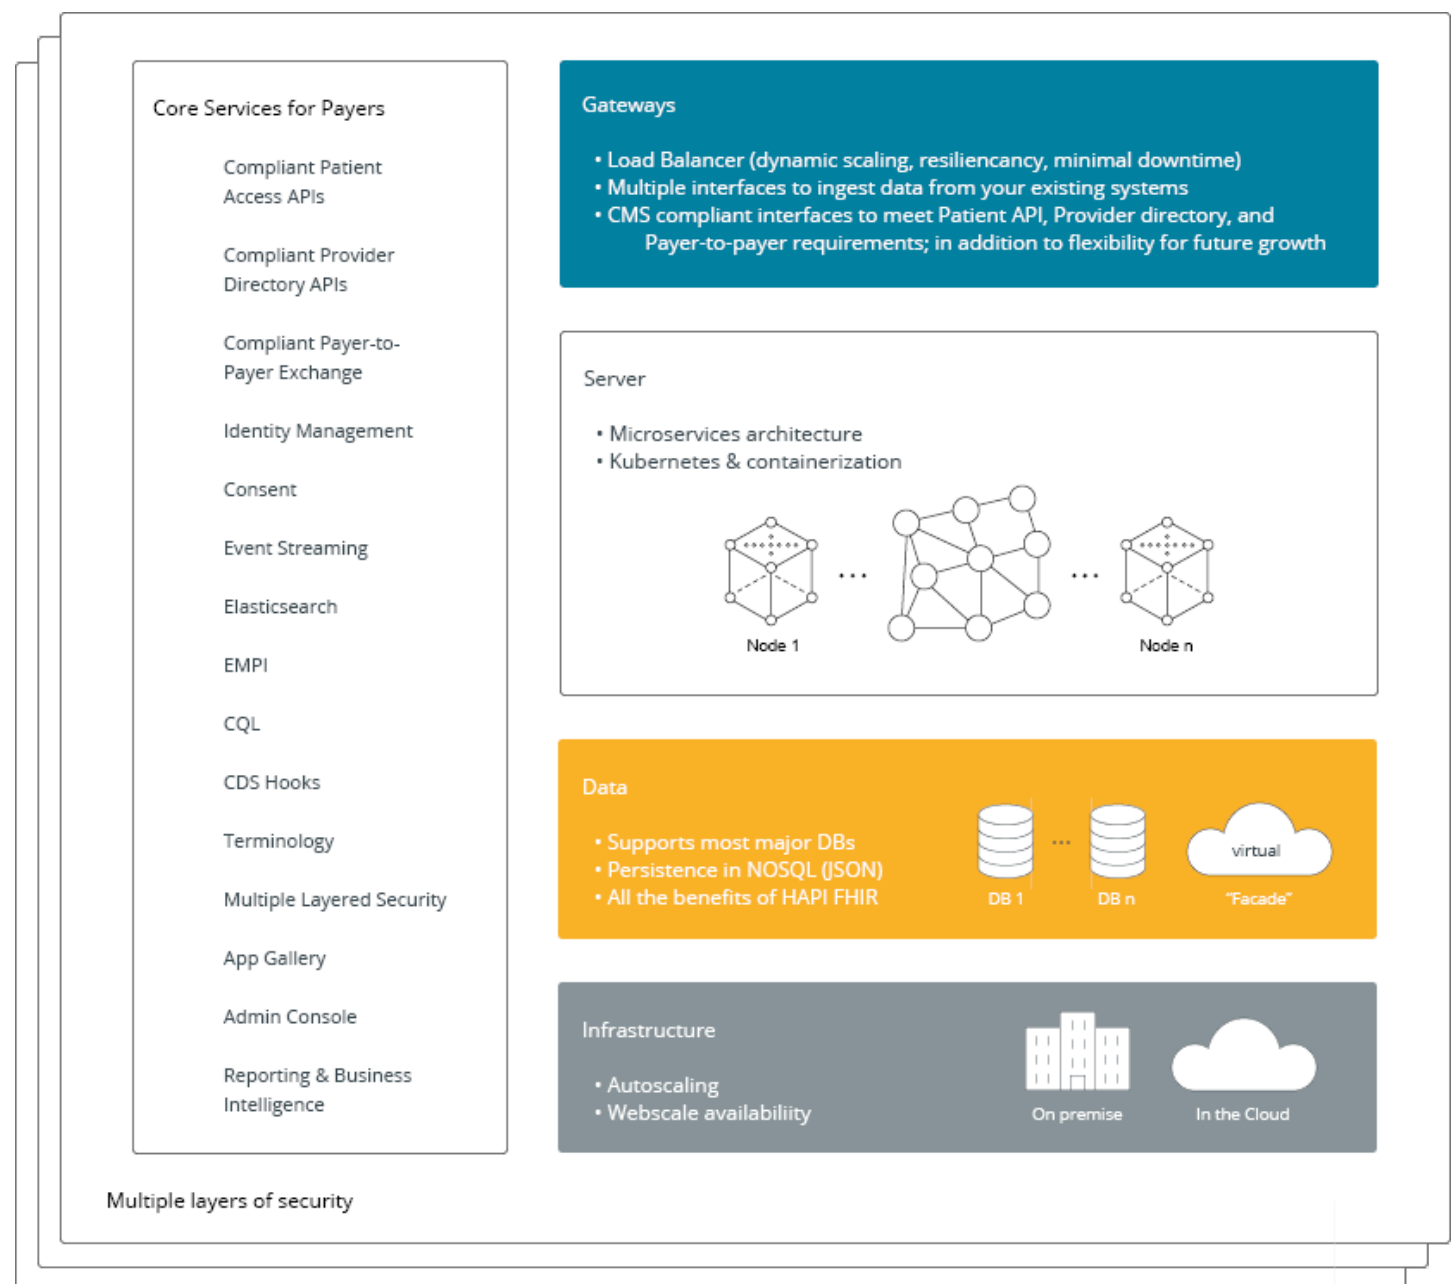 Core Services for Payers
Compliant Patient
Access APIs
Compliant Provider
Directory APIs
Compliant Payer-to-
Payer Exchange
Identity Management
Consent
Event Streaming
Elasticsearch
EMPI
CQL
CDS Hooks
Terminology
Multiple Layered Security
App Gallery
Admin Console
Reporting & Business
Intelligence
Gateways
• Load Balancer (dynamic scaling, resiliencancy, minimal downtime)
• Multiple interfaces to ingest data from your existing systems
• CMS compliant interfaces to meet Patient API, Provider directory, and
Payer-to-payer requirements; in addition to flexibility for future growth
Server
• Microservices architecture
• Kubernetes & containerization
... ...
Node 1 Node n
Data
• Supports most major DBs
• Persistence in NOSQL (JSON)
• All the benefits of HAPI FHIR
... virtual
DB 1 DB n “Facade”
Infrastructure
• Autoscaling
• Webscale availabiliity
On premise In the Cloud
Multiple layers of security